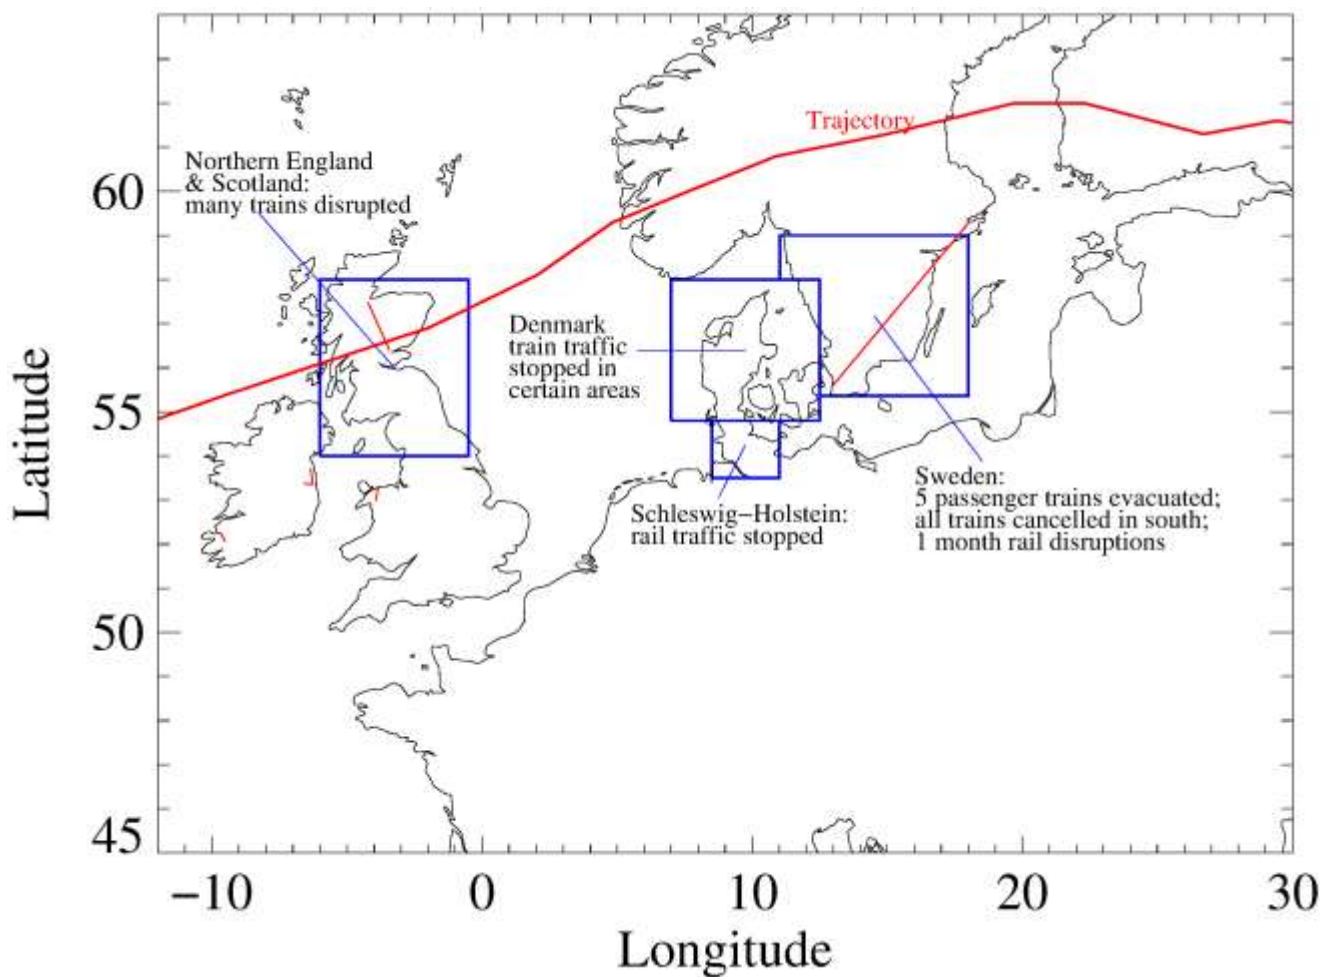 Trajectory
Northern England
& Scotland:
many trains disrupted
60
Denmark
train traffic
stopped in
certain areas
55
Sweden:
5 passenger trains evacuated;
all trains cancelled in south;
1 month rail disruptions
Schleswig−Holstein:
rail traffic stopped
50
45
Latitude
−10
0
10
20
30
Longitude